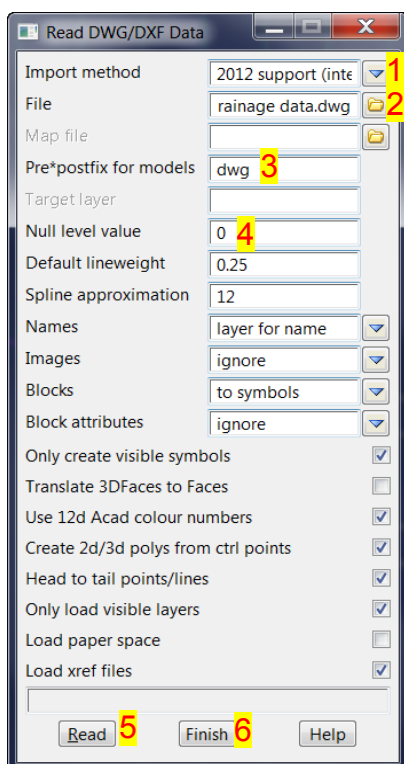 Read DWG/DXF Data
Import method 2012 support (inte 1
File rainage data.dwg 2
Map file
Pre*postfix for models dwg 3
Target layer
Null level value 0 4
Default lineweight 0.25
Spline approximation 12
Names layer for name
Images ignore
Blocks to symbols
Block attributes ignore
Only create visible symbols
Translate 3DFaces to Faces
Use 12d Acad colour numbers
Create 2d/3d polys from ctrl points
Head to tail points/lines
Only load visible layers
Load paper space
Load xref files
Read 5 Finish 6 Help